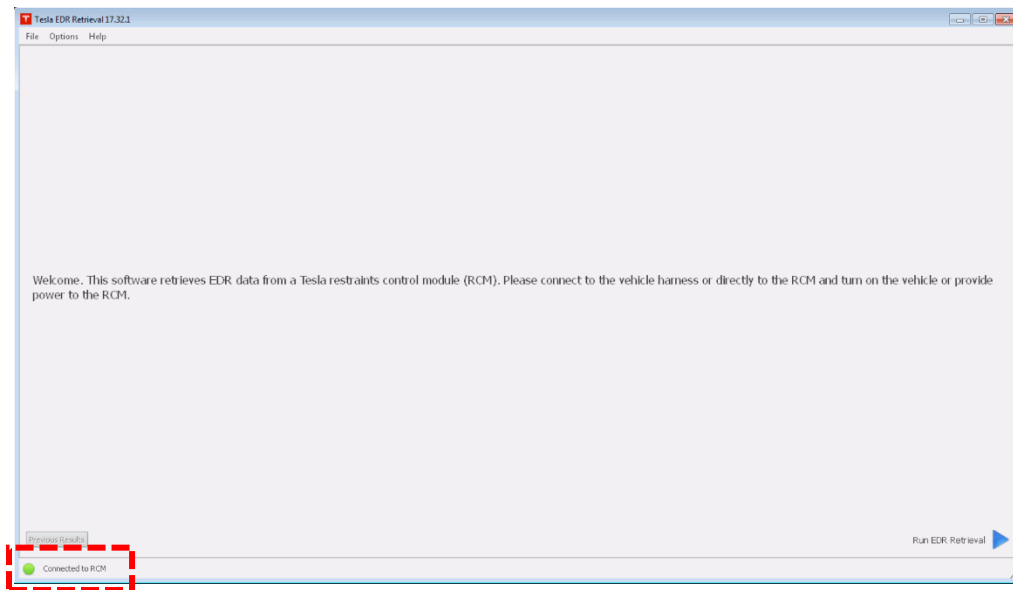 Tesla EDR Retrieval 17.32.1
File Options Help
Welcome. This software retrieves EDR data from a Tesla restraints control module (RCM). Please connect to the vehicle harness or directly to the RCM and turn on the vehicle or provide
power to the RCM.
Previous Results
Run EDR Retrieval
Connected to RCM